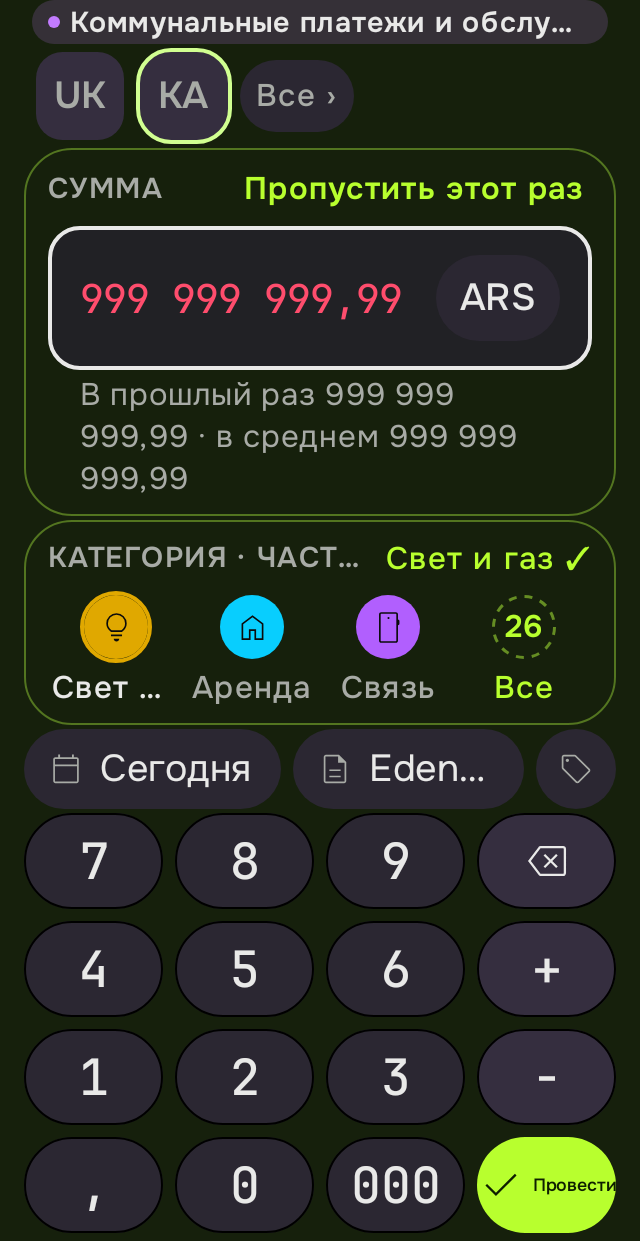 Коммунальные платежи и обслу...
UK KA Все ›
СУММА Пропустить этот раз
999 999 999,99 ARS
В прошлый раз 999 999
999,99 · в среднем 999 999
999,99
КАТЕГОРИЯ · ЧАСТ... Свет и газ ✓
26
Свет ... Аренда Связь Все
Сегодня Eden...
7 8 9
4 5 6 +
1 2 3 -
, 0 000 Провести